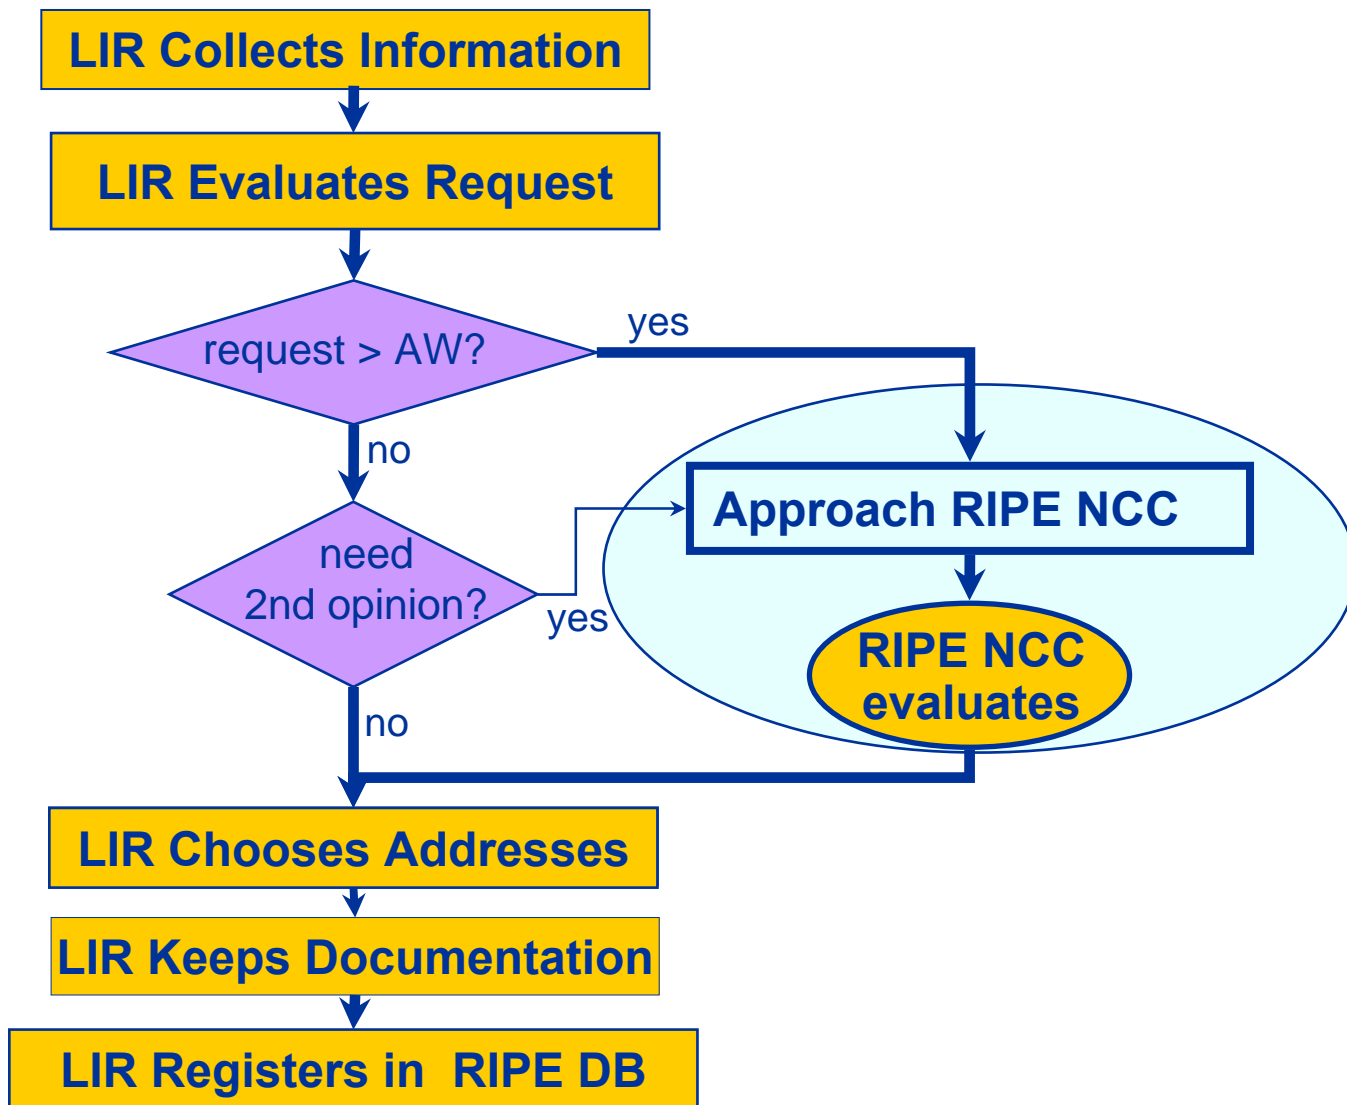 LIR Collects Information
LIR Evaluates Request
request > AW?
yes
no
Approach RIPE NCC
need
2nd opinion?
yes
RIPE NCC
evaluates
no
LIR Chooses Addresses
LIR Keeps Documentation
LIR Registers in RIPE DB